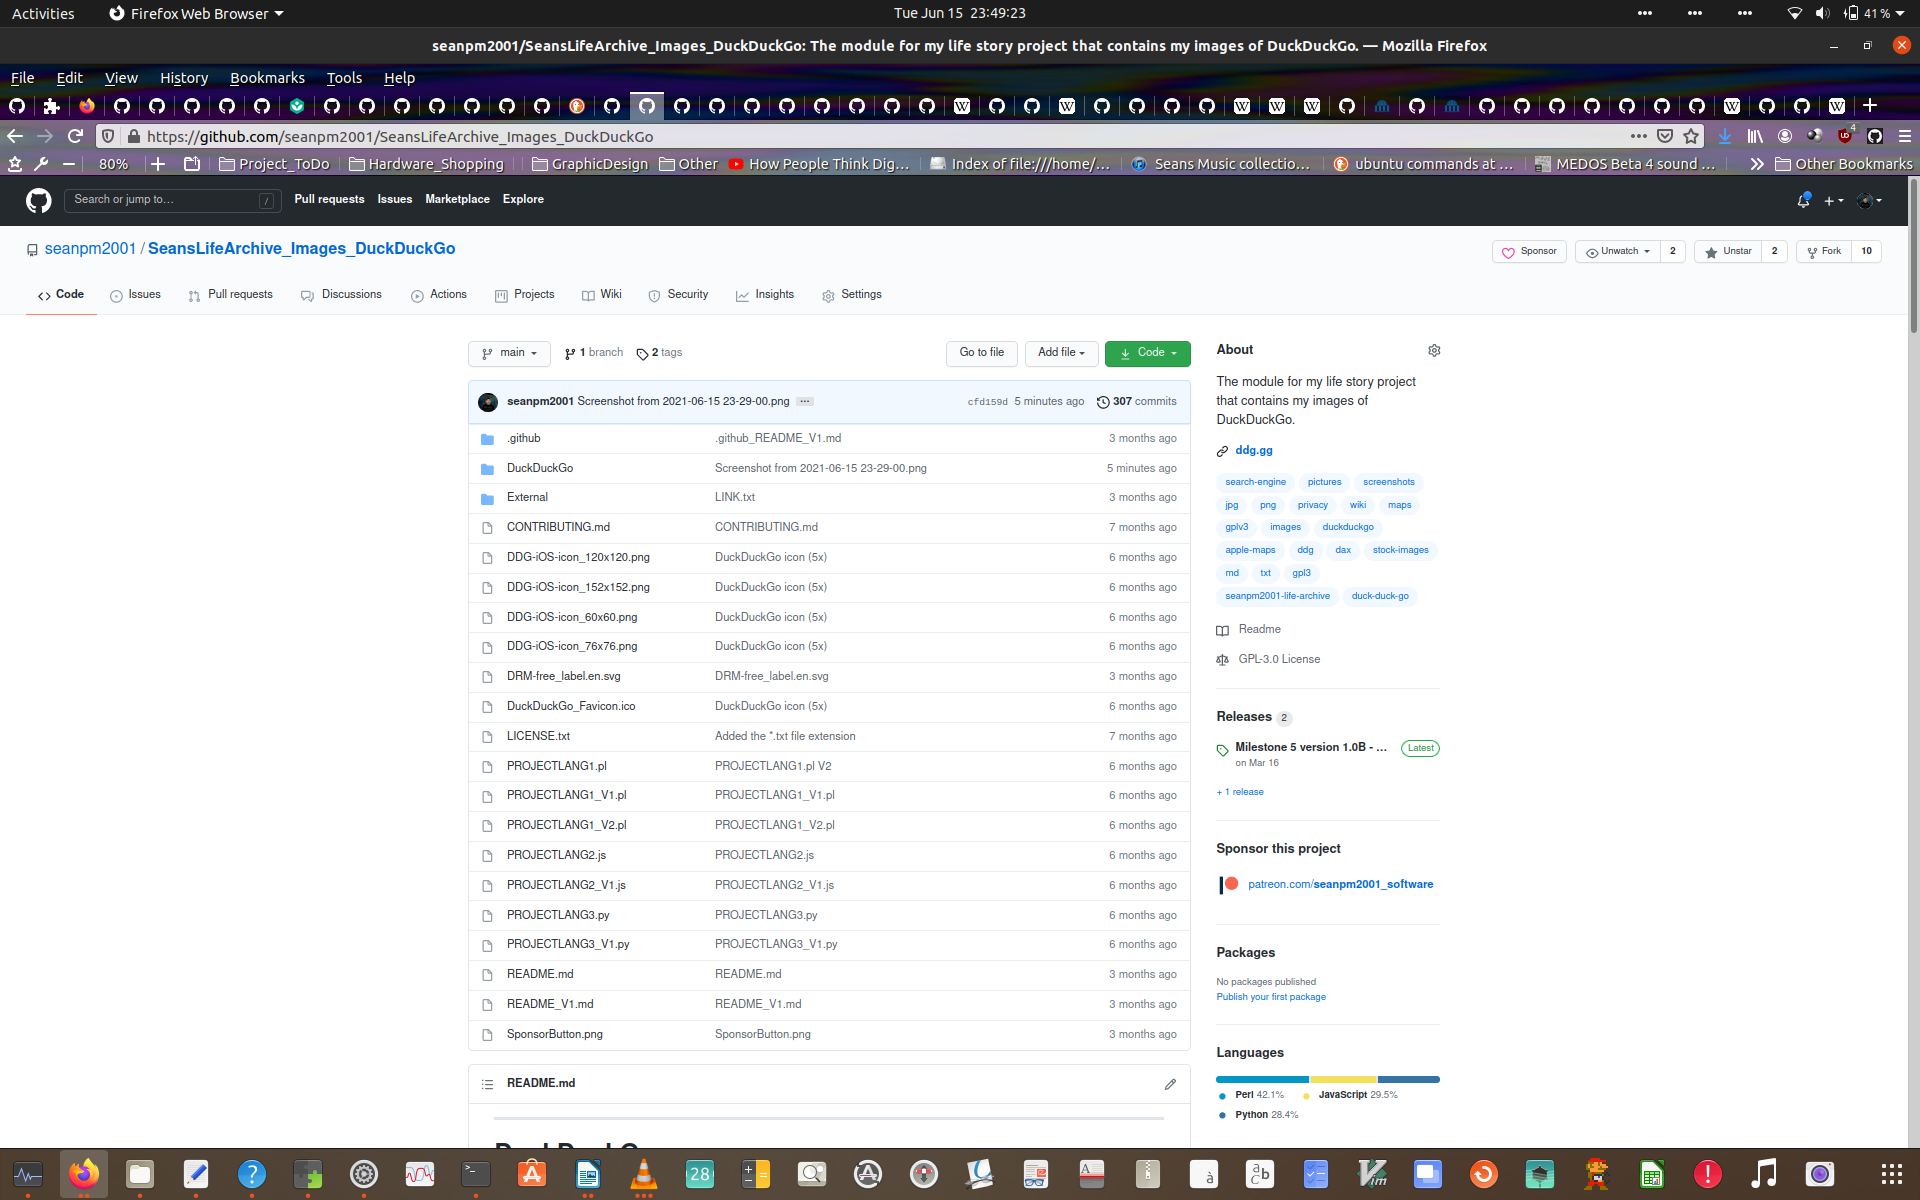 Activities Firefox Web Browser Tue Jun 15 23:49:23 41 %
seanpm2001/SeansLifeArchive_Images_DuckDuckGo: The module for my life story project that contains my images of DuckDuckGo. — Mozilla Firefox
File Edit View History Bookmarks Tools Help
https://github.com/seanpm2001/SeansLifeArchive_Images_DuckDuckGo 4
80% Project_ToDo Hardware_Shopping GraphicDesign Other How People Think Dig… Index of file:///home/… Seans Music collectio… ubuntu commands at … MEDOS Beta 4 sound … Other Bookmarks
Search or jump to… / Pull requests Issues Marketplace Explore
seanpm2001 / SeansLifeArchive_Images_DuckDuckGo Sponsor Unwatch 2 Unstar 2 Fork 10
Code Issues Pull requests Discussions Actions Projects Wiki Security Insights Settings
main 1 branch 2 tags Go to file Add file Code
seanpm2001 Screenshot from 2021-06-15 23-29-00.png … cfd159d 5 minutes ago 307 commits
.github .github_README_V1.md 3 months ago
DuckDuckGo Screenshot from 2021-06-15 23-29-00.png 5 minutes ago
External LINK.txt 3 months ago
CONTRIBUTING.md CONTRIBUTING.md 7 months ago
DDG-iOS-icon_120x120.png DuckDuckGo icon (5x) 6 months ago
DDG-iOS-icon_152x152.png DuckDuckGo icon (5x) 6 months ago
DDG-iOS-icon_60x60.png DuckDuckGo icon (5x) 6 months ago
DDG-iOS-icon_76x76.png DuckDuckGo icon (5x) 6 months ago
DRM-free_label.en.svg DRM-free_label.en.svg 3 months ago
DuckDuckGo_Favicon.ico DuckDuckGo icon (5x) 6 months ago
LICENSE.txt Added the *.txt file extension 7 months ago
PROJECTLANG1.pl PROJECTLANG1.pl V2 6 months ago
PROJECTLANG1_V1.pl PROJECTLANG1_V1.pl 6 months ago
PROJECTLANG1_V2.pl PROJECTLANG1_V2.pl 6 months ago
PROJECTLANG2.js PROJECTLANG2.js 6 months ago
PROJECTLANG2_V1.js PROJECTLANG2_V1.js 6 months ago
PROJECTLANG3.py PROJECTLANG3.py 6 months ago
PROJECTLANG3_V1.py PROJECTLANG3_V1.py 6 months ago
README.md README.md 3 months ago
README_V1.md README_V1.md 3 months ago
SponsorButton.png SponsorButton.png 3 months ago
README.md
About
The module for my life story project
that contains my images of
DuckDuckGo.
ddg.gg
search-engine pictures screenshots
jpg png privacy wiki maps
gplv3 images duckduckgo
apple-maps ddg dax stock-images
md txt gpl3
seanpm2001-life-archive duck-duck-go
Readme
GPL-3.0 License
Releases 2
Milestone 5 version 1.0B - … Latest
on Mar 16
+ 1 release
Sponsor this project
patreon.com/seanpm2001_software
Packages
No packages published
Publish your first package
Languages
Perl 42.1% JavaScript 29.5%
Python 28.4%
28